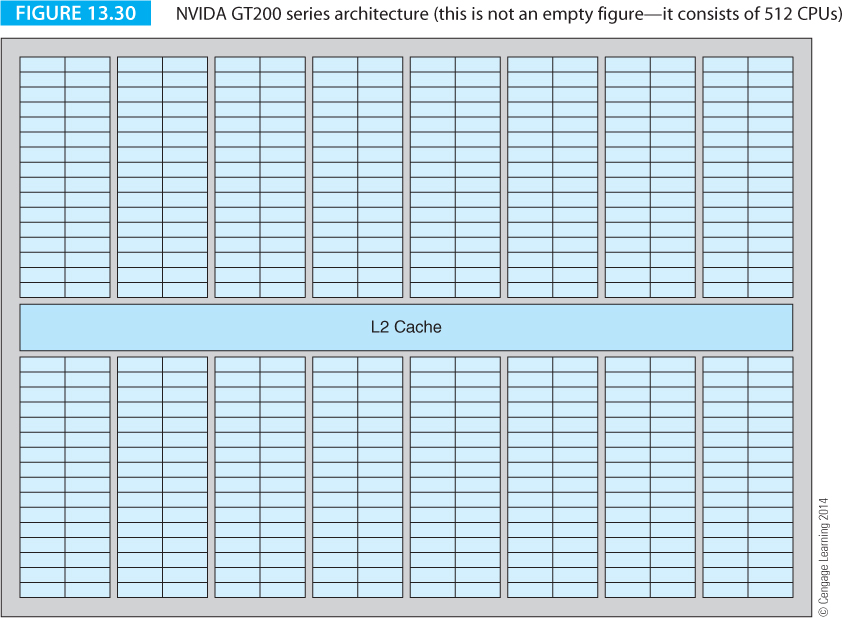 FIGURE 13.30 NVIDA GT200 series architecture (this is not an empty figure—it consists of 512 CPUs)
L2 Cache
© Cengage Learning 2014